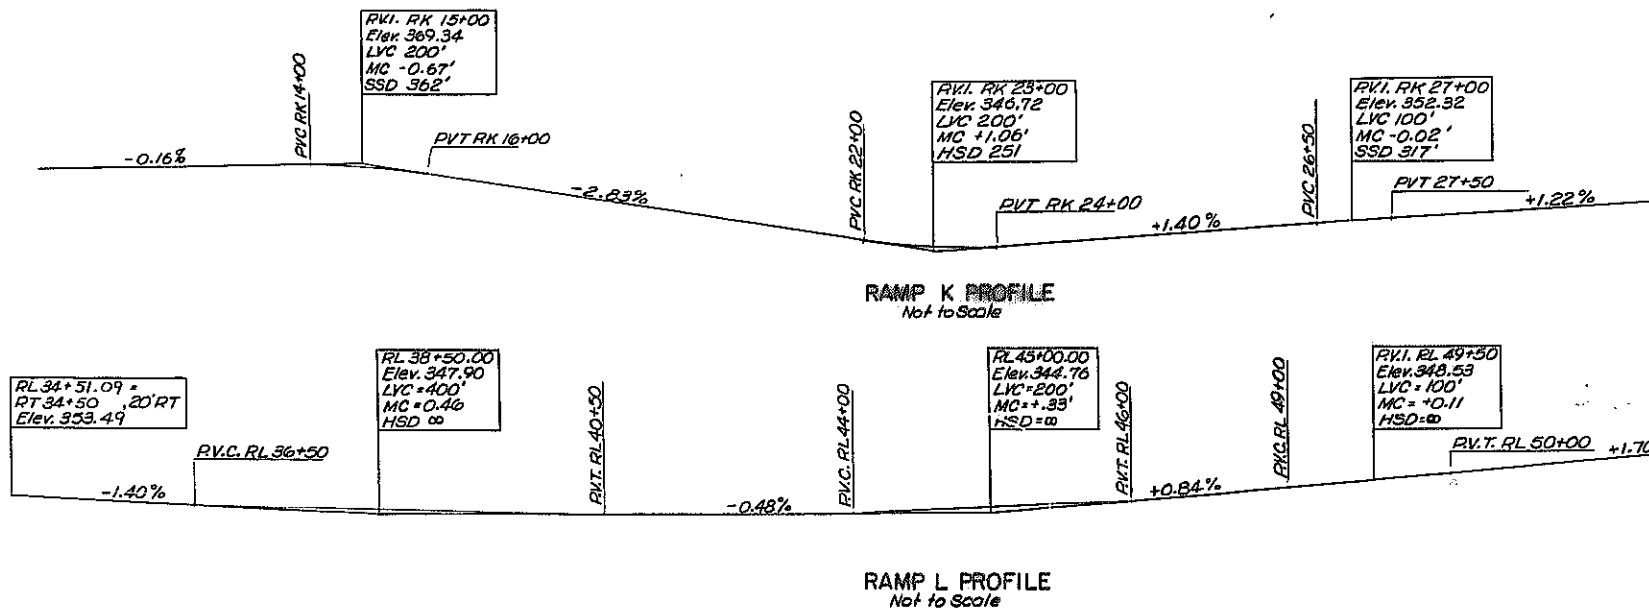 P.V.I. RK 15+00
Elev. 369.34
LVC 200'
MC -0.67'
SSD 362'
PVC RK 14+00
-0.16%
PVT RK 16+00
-2.83%
PVC RK 22+00
P.V.I. RK 23+00
Elev. 346.72
LVC 200'
MC +1.06'
HSD 251
PVT RK 24+00
+1.40%
PVC 26+50
P.V.I. RK 27+00
Elev. 352.32
LVC 100'
MC -0.02'
SSD 317'
PVT 27+50
+1.22%
RAMP K PROFILE
Not to Scale
RL 34+51.09 =
RT 34+50 ,20'RT
Elev. 353.49
-1.40%
P.V.C. RL 36+50
RL 38+50.00
Elev. 347.90
LVC=400'
MC=0.46
HSD ∞
P.V.T. RL 40+50
-0.48%
P.V.C. RL 44+00
RL 45+00.00
Elev. 344.76
LVC=200'
MC=+.33'
HSD=∞
P.V.T. RL 46+00
+0.84%
P.V.C. RL 49+00
P.V.I. RL 49+50
Elev. 348.53
LVC=100'
MC= +0.11
HSD=∞
P.V.T. RL 50+00
+1.70
RAMP L PROFILE
Not to Scale